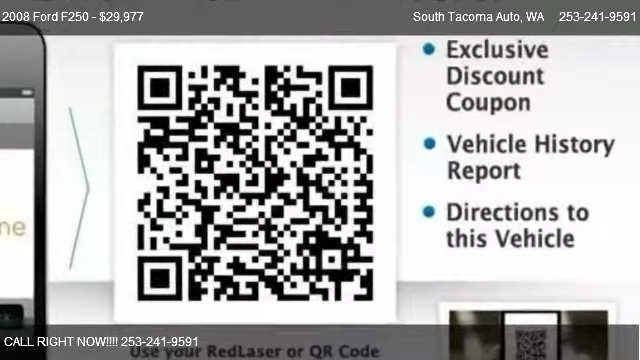 2008 Ford F250 - $29,977
South Tacoma Auto, WA 253-241-9591
Exclusive
Discount
Coupon
Vehicle History
Report
Directions to
this Vehicle
me
CALL RIGHT NOW!!!! 253-241-9591
Use your RedLaser or QR Code